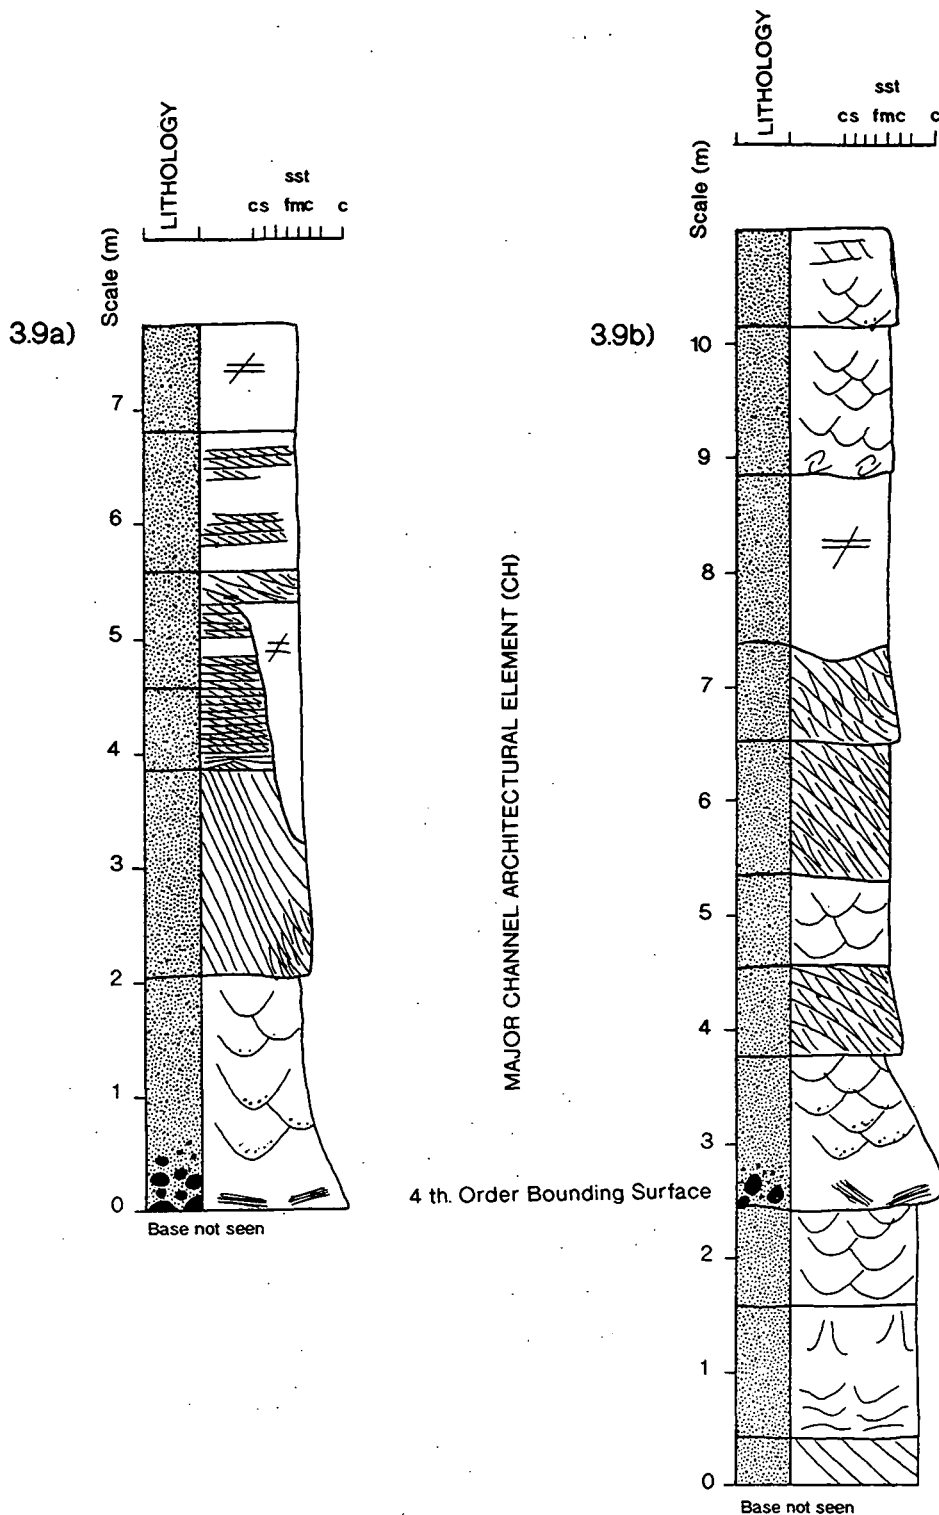 LITHOLOGY
sst
cs fmc c
Scale (m)
3.9a)
7
6
5
4
3
2
1
0
Base not seen
MAJOR CHANNEL ARCHITECTURAL ELEMENT (CH)
4 th. Order Bounding Surface
LITHOLOGY
sst
cs fmc c
Scale (m)
3.9b)
10
9
8
7
6
5
4
3
2
1
0
Base not seen